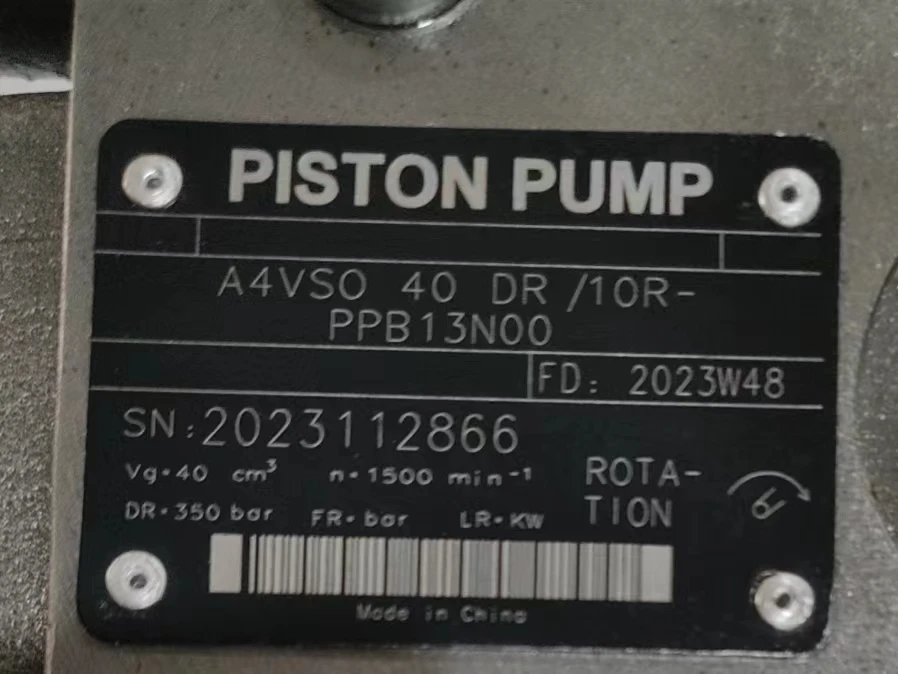 PISTON PUMP
A4VSO 40 DR /10R-
PPB13N00
FD: 2023W48
SN:2023112866
Vg=40 cm³ n=1500 min⁻¹
DR=350 bar FR=bar LR=KW
ROTA-
TION
Made in China